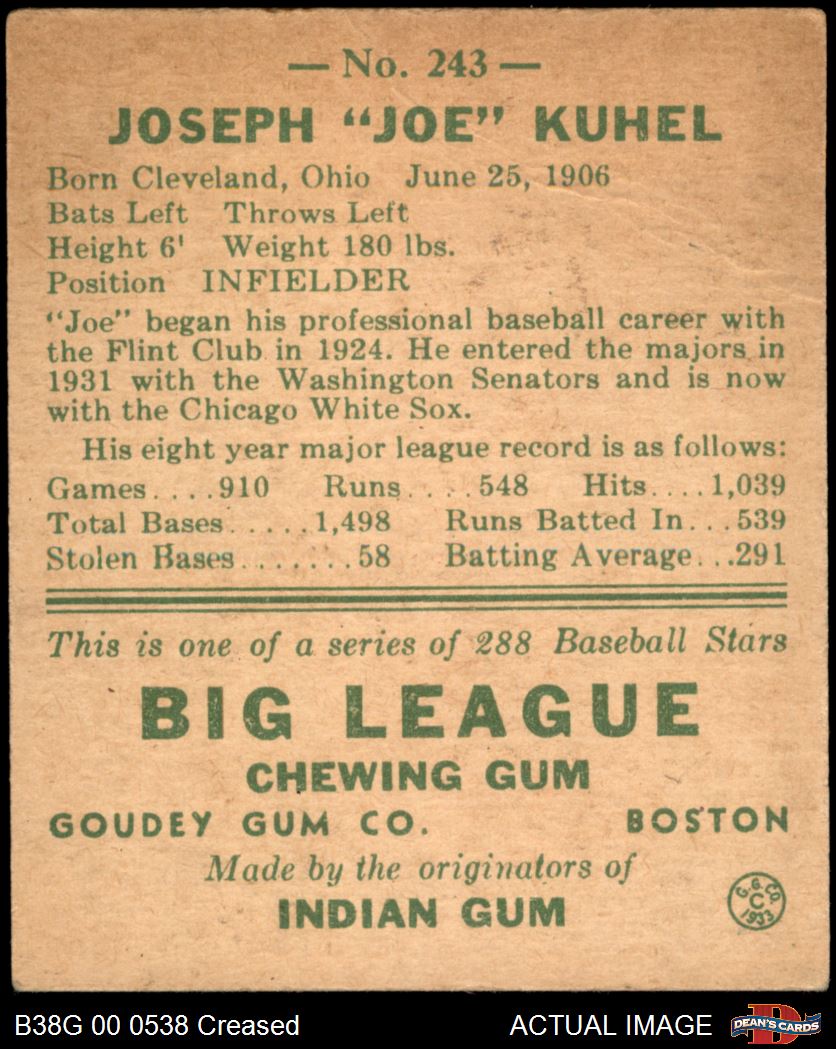 — No. 243 —
JOSEPH “JOE” KUHEL
Born Cleveland, Ohio June 25, 1906
Bats Left Throws Left
Height 6' Weight 180 lbs.
Position INFIELDER
“Joe” began his professional baseball career with
the Flint Club in 1924. He entered the majors in
1931 with the Washington Senators and is now
with the Chicago White Sox.
His eight year major league record is as follows:
Games....910 Runs....548 Hits....1,039
Total Bases.....1,498 Runs Batted In...539
Stolen Bases.......58 Batting Average...291
This is one of a series of 288 Baseball Stars
BIG LEAGUE
CHEWING GUM
GOUDEY GUM CO. BOSTON
Made by the originators of
INDIAN GUM
G.G.CO.
C
1933
B38G 00 0538 Creased ACTUAL IMAGE D DEAN'S CARDS